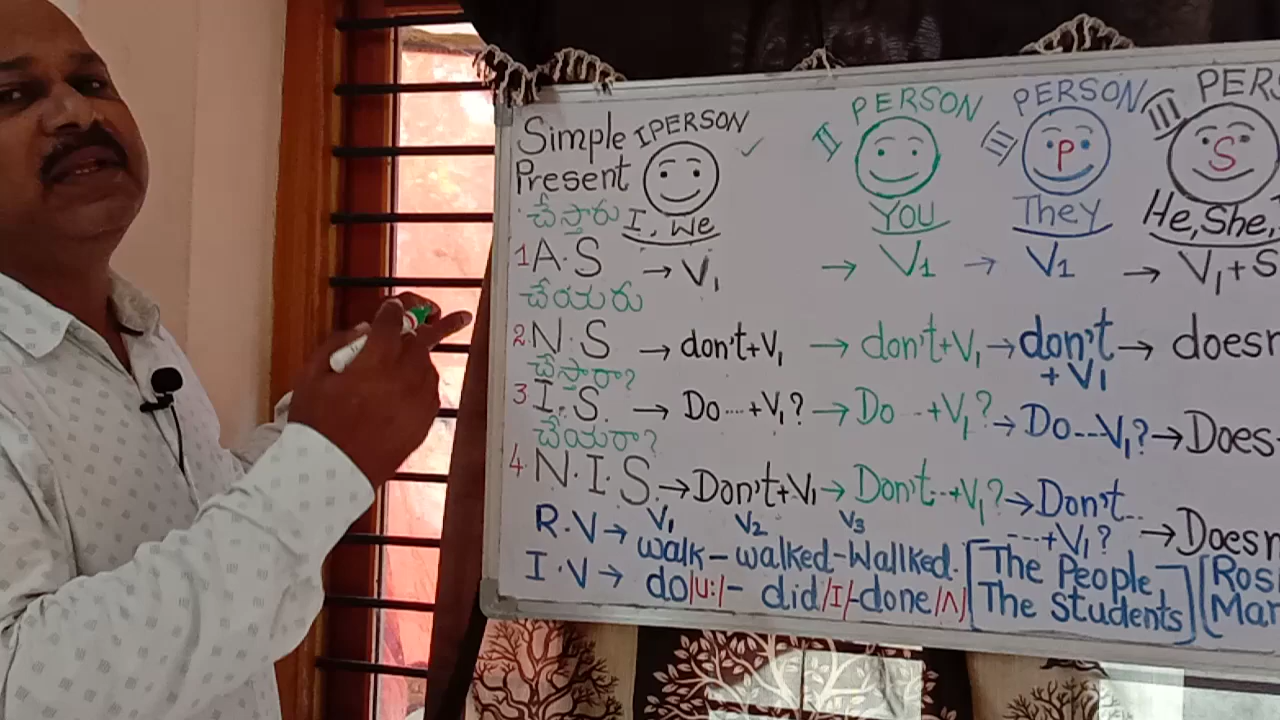 Simple I PERSON ✓ II PERSON III PERSON III PERS
Present P S
చేస్తారు I, We YOU They He, She,
1 A.S → V1 → V1 → V1 → V1+S
చేయరు
2. N.S → don't+V1 → don't+V1 → don't + V1 → doesn
చేస్తారా?
3 I.S. → Do....+V1? → Do ...+V1? → Do...V1? → Does
చేయరా?
4. N.I.S. → Don't+V1 → Don't...+V1? → Don't.. ----+V1? → Doesn
V1 V2 V3
R.V → walk – walked – Wallked. [The People, [Ros
I.V → do/u:/ – did/I/-done/Λ/ The Students] Mar